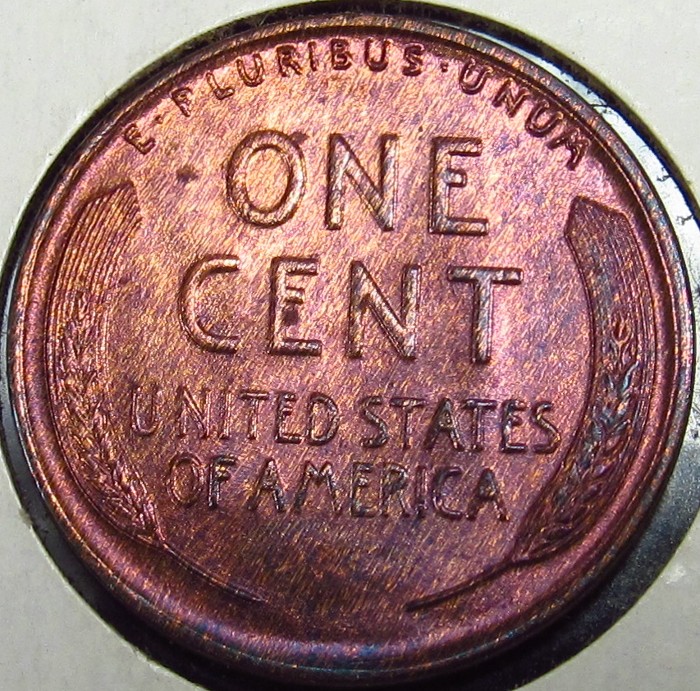 E · PLURIBUS · UNUM
ONE
CENT
UNITED STATES
OF AMERICA